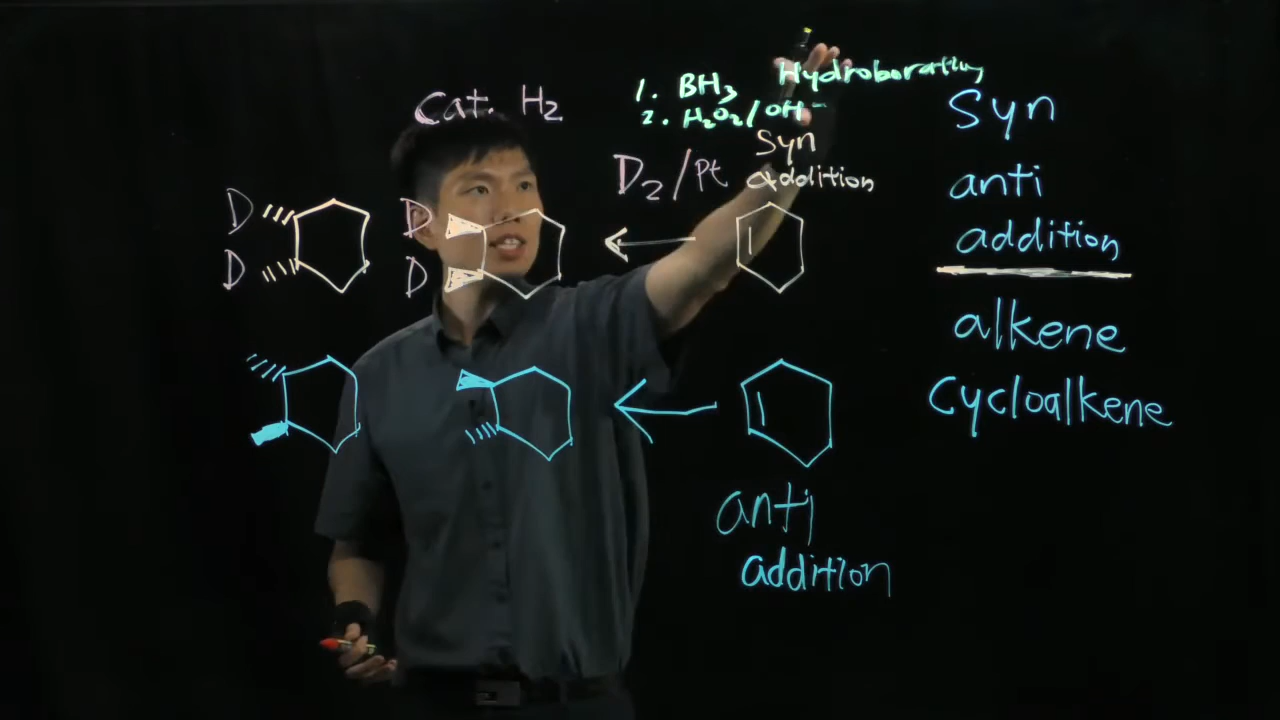 Cat. H2
1. BH3 Hydroboration
2. H2O2/OH-
D2/Pt
Syn
addition
D
D
D
D
anti
addition
Syn
anti
addition
alkene
Cycloalkene